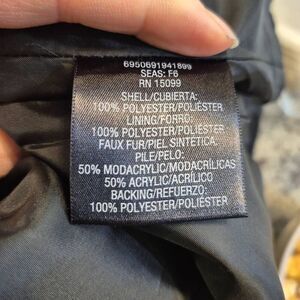 6950691941899
SEAS: F6
RN 15099
SHELL/CUBIERTA:
100% POLYESTER/POLIÉSTER
LINING/FORRO:
100% POLYESTER/POLIÉSTER
FAUX FUR/PIEL SINTÉTICA:
PILE/PELO:
50% MODACRYLIC/MODACRÍLICAS
50% ACRYLIC/ACRÍLICO
BACKING/REFUERZO:
100% POLYESTER/POLIÉSTER